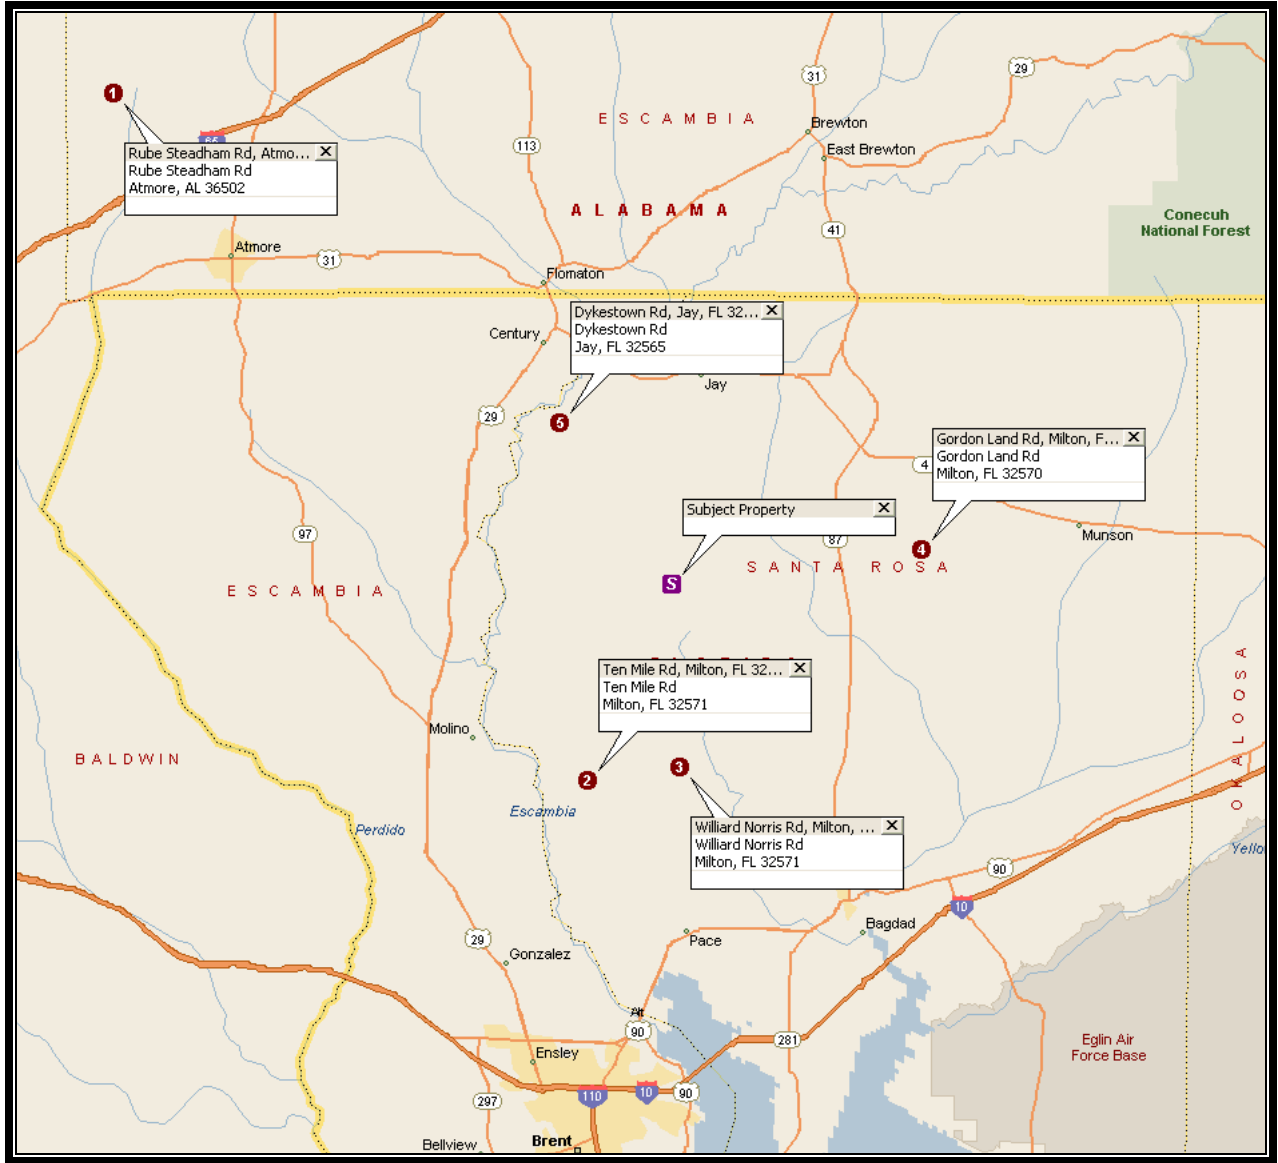 29
31
Brewton
ESCAMBIA
East Brewton
113
1
65
Rube Steadham Rd, Atmo...
Rube Steadham Rd
Atmore, AL 36502
ALABAMA
Conecuh
National Forest
41
Atmore
31
Flomaton
Dykestown Rd, Jay, FL 32...
Dykestown Rd
Jay, FL 32565
Century
Jay
29
5
Gordon Land Rd, Milton, F...
Gordon Land Rd
Milton, FL 32570
4
Subject Property
97
87
4
Munson
SANTA ROSA
S
ESCAMBIA
Ten Mile Rd, Milton, FL 32...
Ten Mile Rd
Milton, FL 32571
OKALOOSA
Molino
BALDWIN
2
3
Escambia
Perdido
Williard Norris Rd, Milton, ...
Williard Norris Rd
Milton, FL 32571
Yello
90
10
Bagdad
29
Pace
Gonzalez
Alt
90
281
Ensley
Eglin Air
Force Base
110
10
90
297
Brent
Bellview